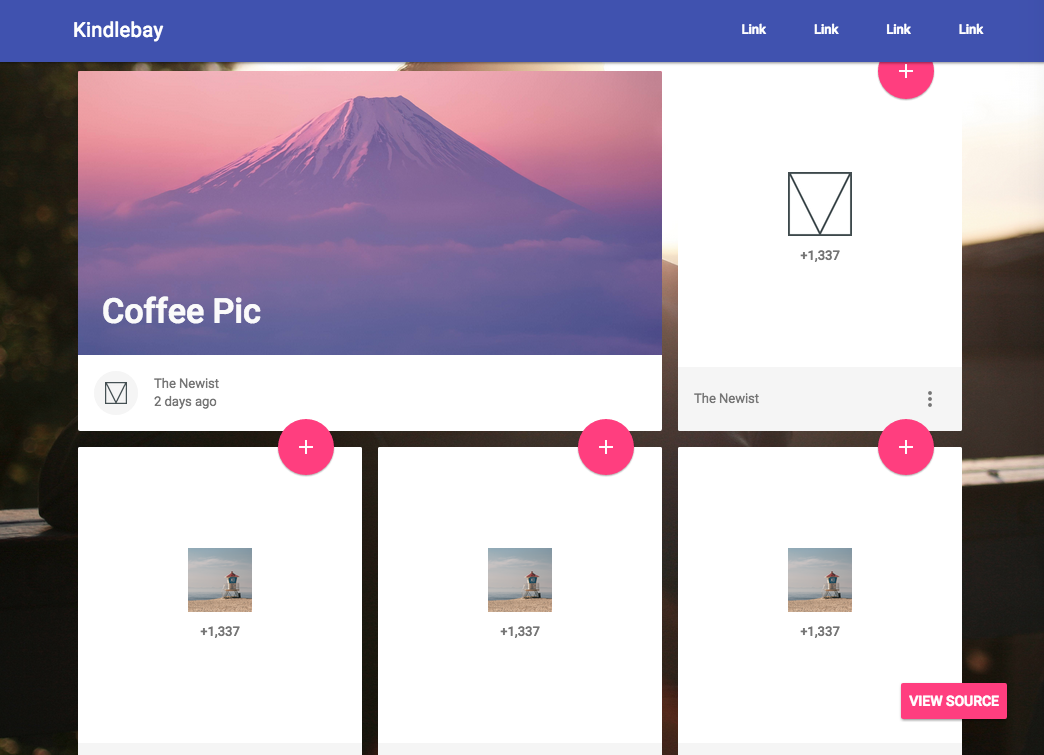 Kindlebay
Link
Link
Link
Link
Coffee Pic
The Newist
2 days ago
+1,337
The Newist
+1,337
+1,337
+1,337
VIEW SOURCE